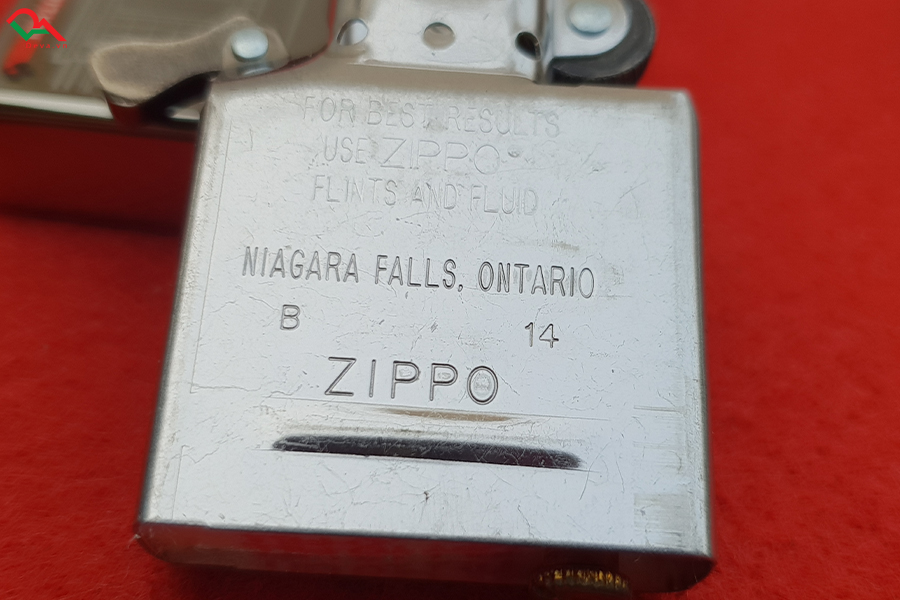 FOR BEST RESULTS
USE ZIPPO
FLINTS AND FLUID
NIAGARA FALLS, ONTARIO
B 14
ZIPPO